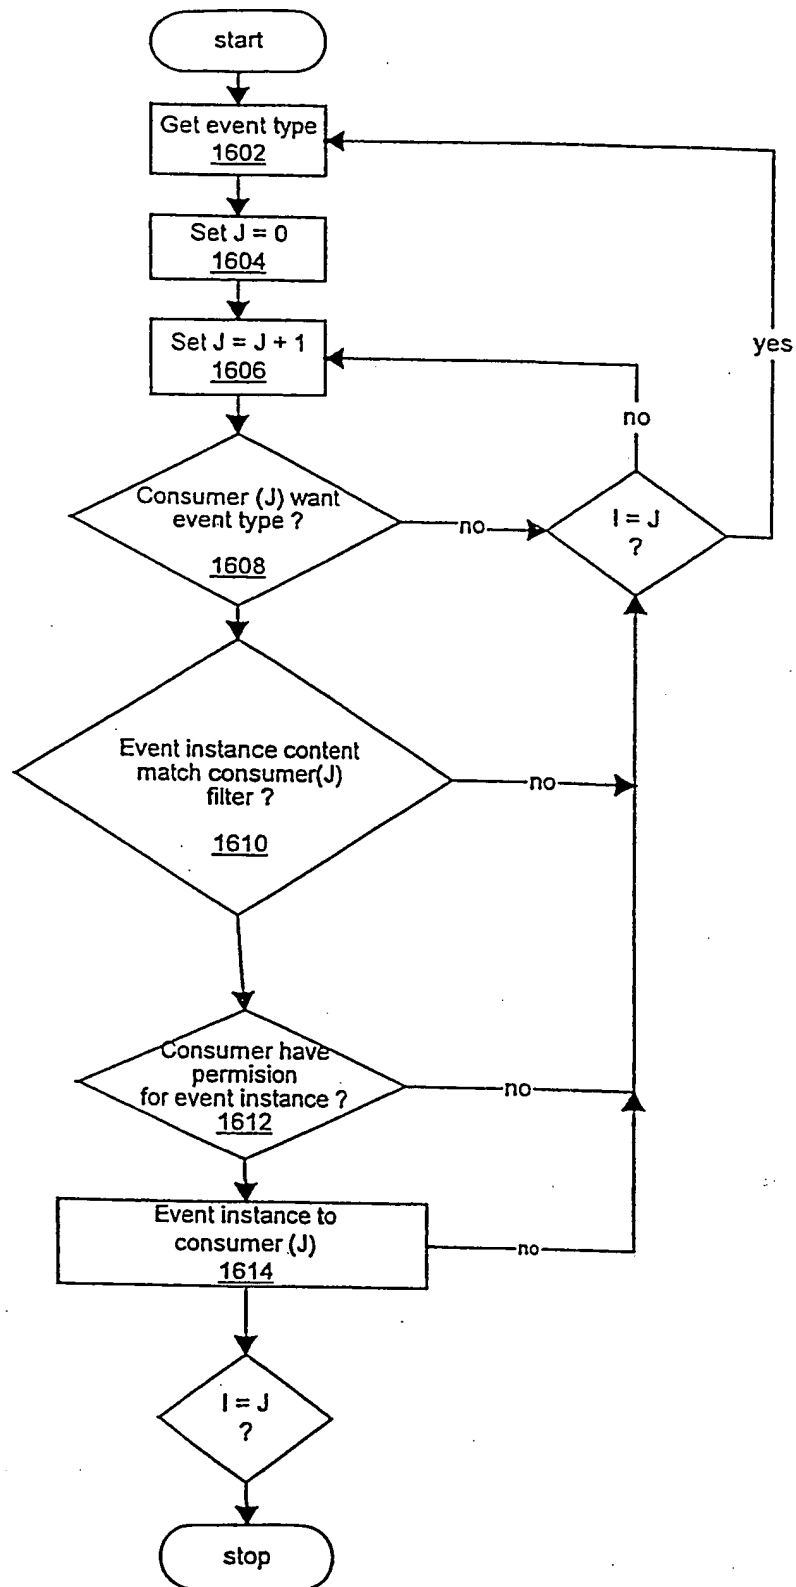 start
Get event type
1602
Set J = 0
1604
Set J = J + 1
1606
yes
no
Consumer (J) want
event type ?
1608
no
I = J
?
Event instance content
match consumer(J)
filter ?
1610
no
Consumer have
permision
for event instance ?
1612
no
Event instance to
consumer (J)
1614
no
I = J
?
stop